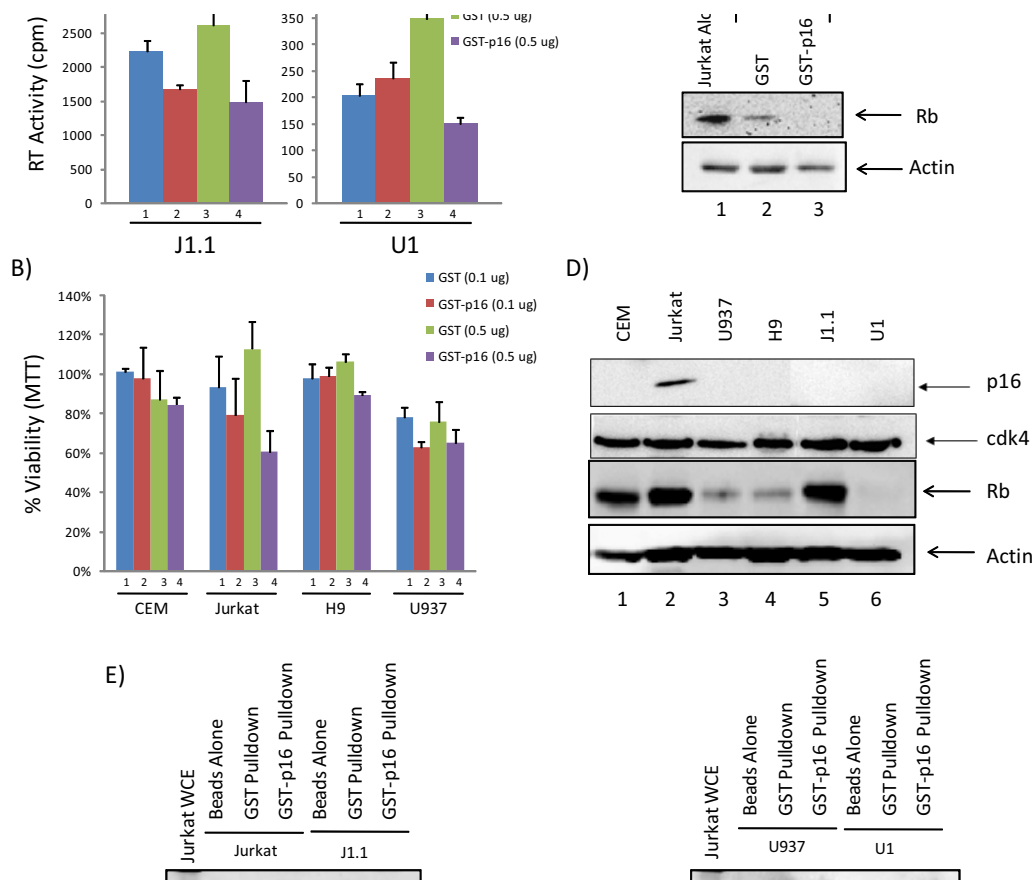 GST (0.5 ug)
GST-p16 (0.5 ug)
RT Activity (cpm)
2500
2000
1500
1000
500
0
1 2 3 4
J1.1
350
300
250
200
150
100
50
0
1 2 3 4
U1
Jurkat
GST
GST-p16
Rb
Actin
1 2 3
B)
GST (0.1 ug)
GST-p16 (0.1 ug)
GST (0.5 ug)
GST-p16 (0.5 ug)
% Viability (MTT)
140%
120%
100%
80%
60%
40%
20%
0%
1 2 3 4 1 2 3 4 1 2 3 4 1 2 3 4
CEM Jurkat H9 U937
D)
CEM
Jurkat
U937
H9
J1.1
U1
p16
cdk4
Rb
Actin
1 2 3 4 5 6
E)
Jurkat WCE
Beads Alone
GST Pulldown
GST-p16 Pulldown
Beads Alone
GST Pulldown
GST-p16 Pulldown
Jurkat J1.1
Jurkat WCE
Beads Alone
GST Pulldown
GST-p16 Pulldown
Beads Alone
GST Pulldown
GST-p16 Pulldown
U937 U1